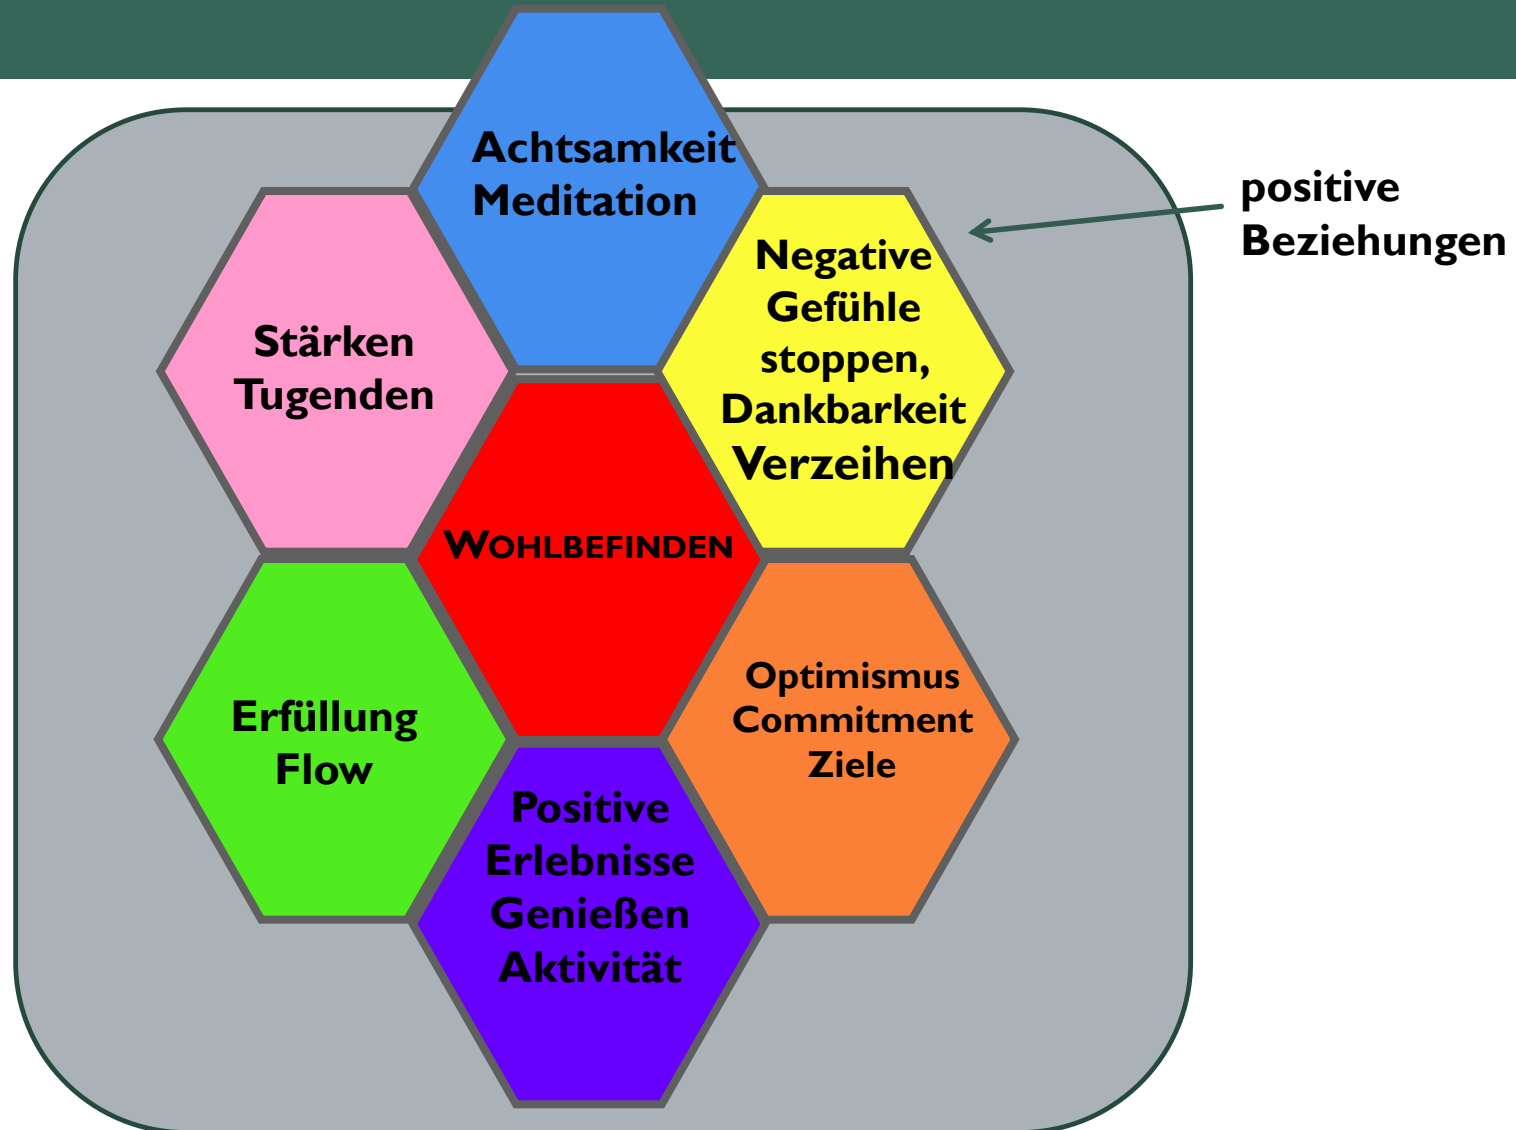 Achtsamkeit
Meditation
positive
Beziehungen
Negative
Gefühle
stoppen,
Dankbarkeit
Verzeihen
Stärken
Tugenden
WOHLBEFINDEN
Optimismus
Commitment
Ziele
Erfüllung
Flow
Positive
Erlebnisse
Genießen
Aktivität